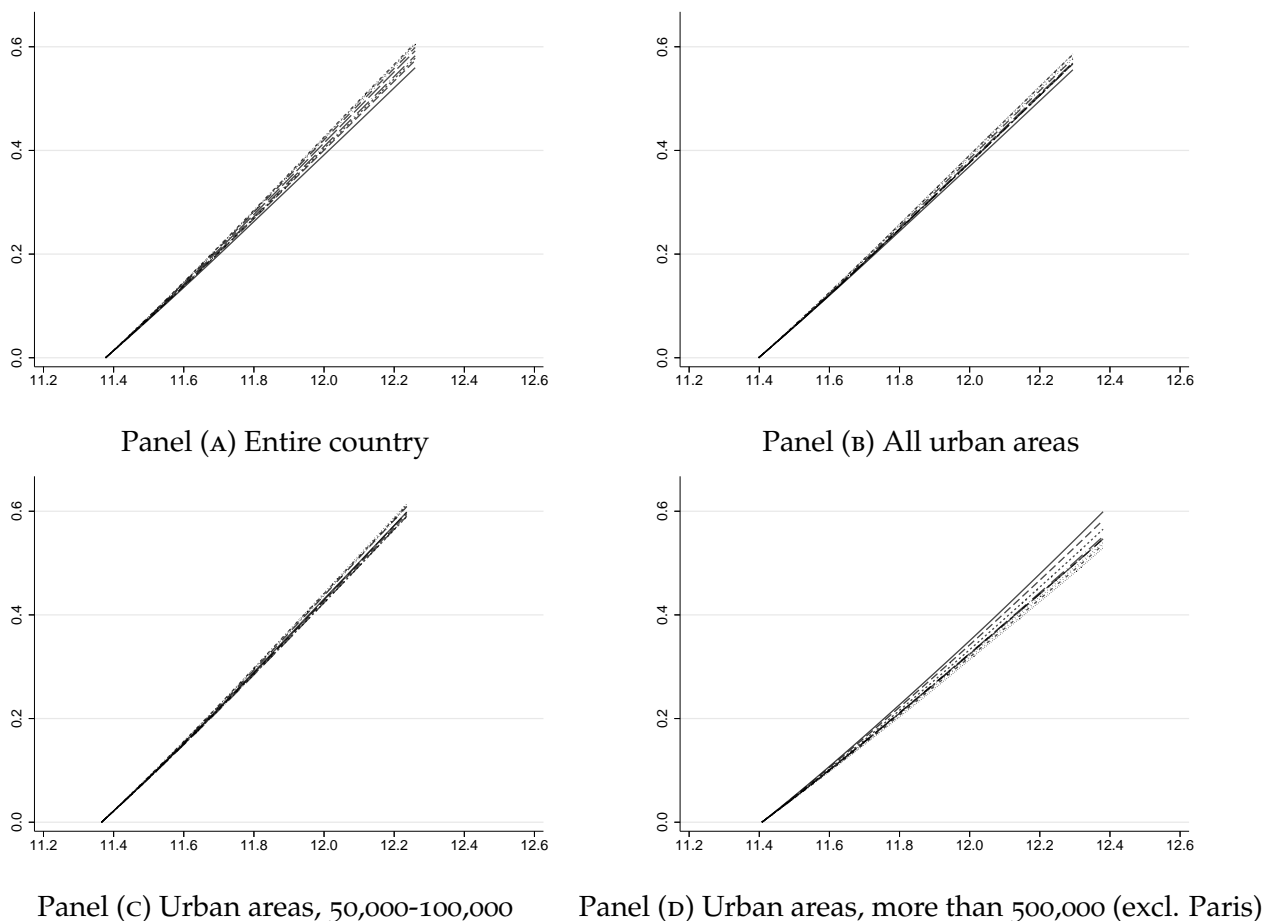 0.6
0.4
0.2
0.0
11.2 11.4 11.6 11.8 12.0 12.2 12.4 12.6
Panel (A) Entire country
0.6
0.4
0.2
0.0
11.2 11.4 11.6 11.8 12.0 12.2 12.4 12.6
Panel (B) All urban areas
0.6
0.4
0.2
0.0
11.2 11.4 11.6 11.8 12.0 12.2 12.4 12.6
Panel (C) Urban areas, 50,000-100,000
0.6
0.4
0.2
0.0
11.2 11.4 11.6 11.8 12.0 12.2 12.4 12.6
Panel (D) Urban areas, more than 500,000 (excl. Paris)